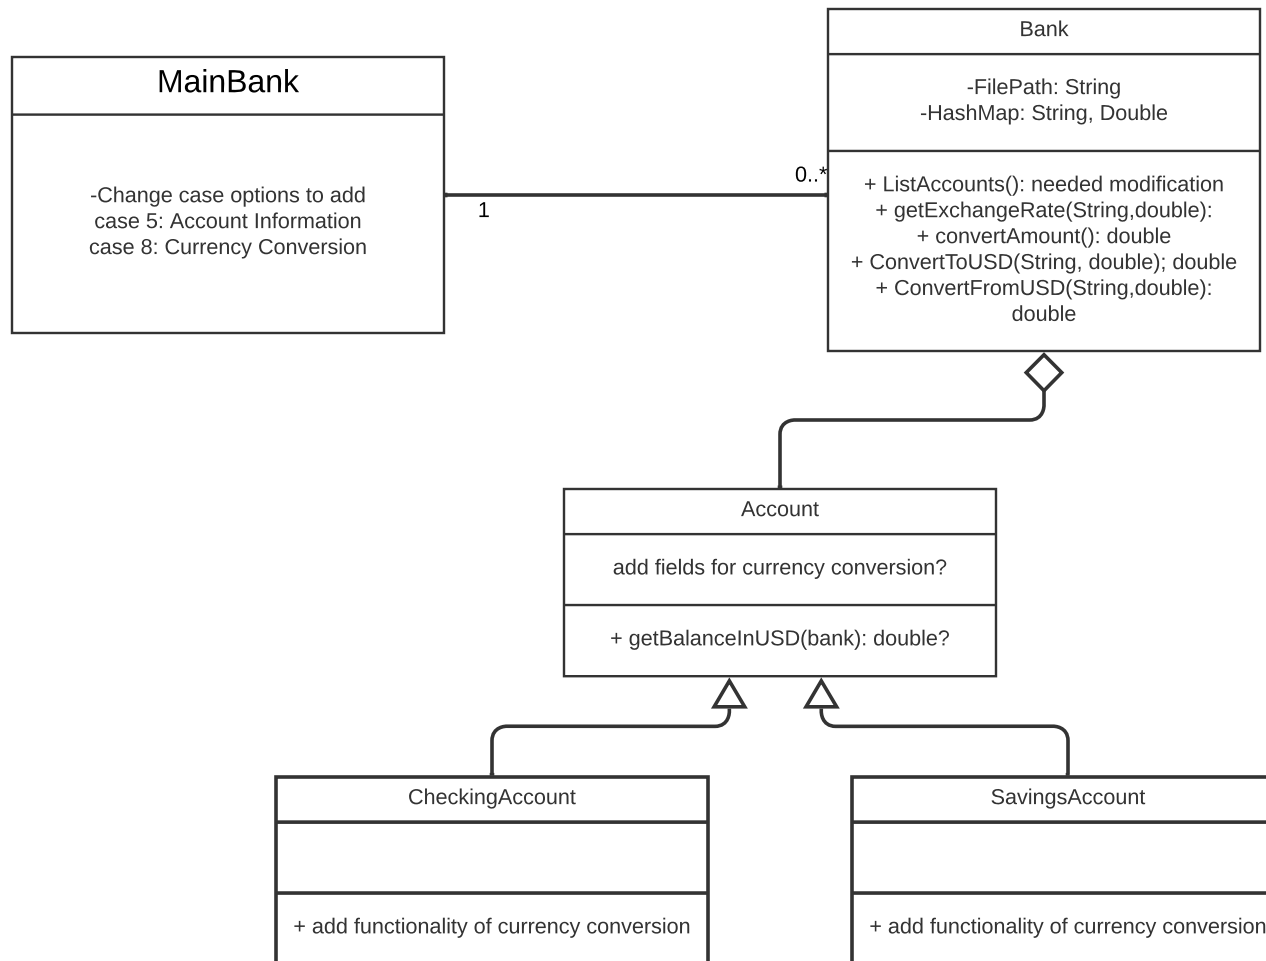 MainBank
-Change case options to add
case 5: Account Information
case 8: Currency Conversion
1
0..*
Bank
-FilePath: String
-HashMap: String, Double
+ ListAccounts(): needed modification
+ getExchangeRate(String,double):
+ convertAmount(): double
+ ConvertToUSD(String, double); double
+ ConvertFromUSD(String,double):
double
Account
add fields for currency conversion?
+ getBalanceInUSD(bank): double?
CheckingAccount
+ add functionality of currency conversion
SavingsAccount
+ add functionality of currency conversion